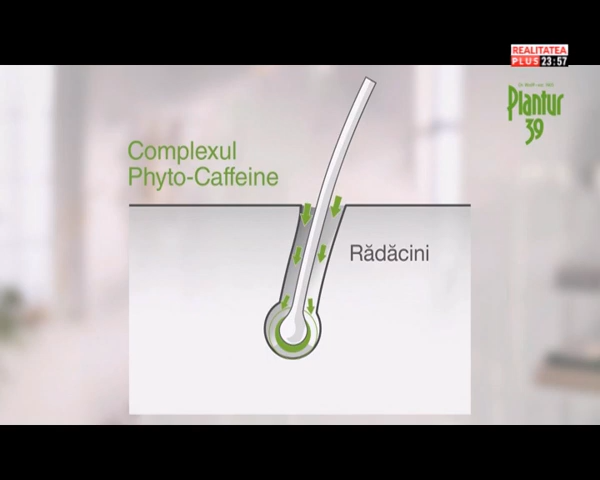 REALITATEA
PLUS 23:57
Plantur
39
Complexul
Phyto-Caffeine
Rădăcini